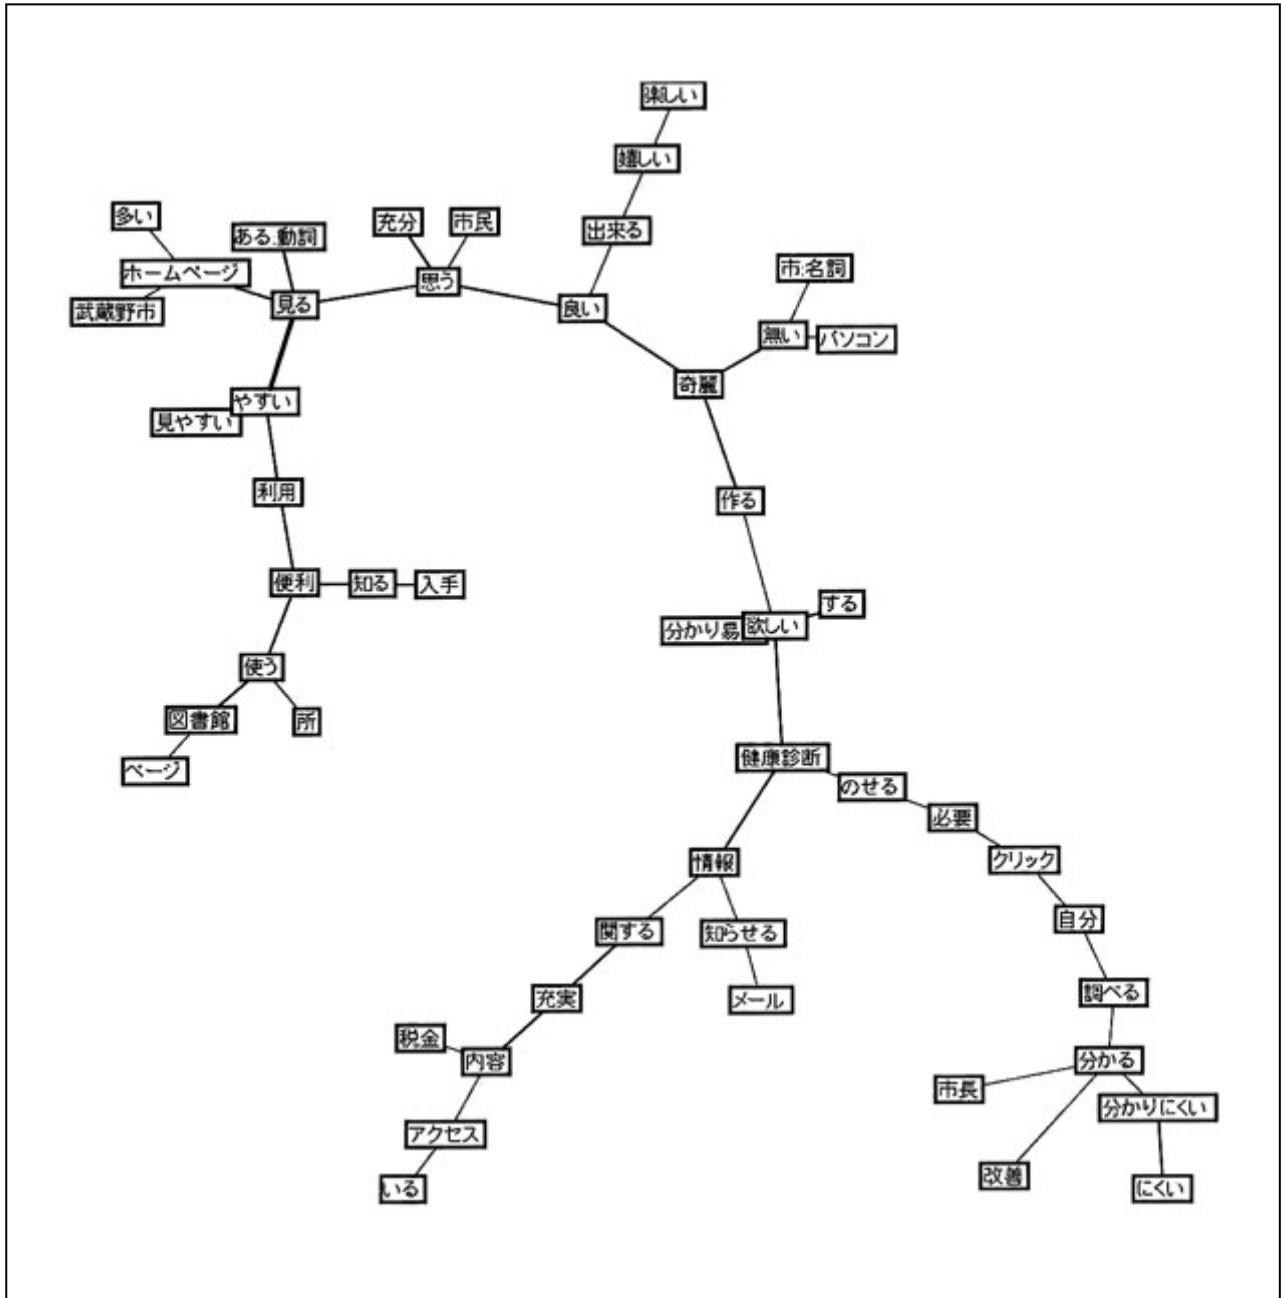 楽しい
嬉しい
多い
ある.動詞
充分
市民
出来る
ホームページ
思う
市.名詞
武蔵野市
見る
良い
無い
パソコン
奇麗
やすい
見やすい
利用
作る
便利
知る
入手
する
分かり易
欲しい
使う
図書館
所
ページ
健康診断
のせる
必要
情報
クリック
関する
知らせる
自分
充実
メール
調べる
税金
内容
分かる
市長
分かりにくい
アクセス
改善
にくい
いる